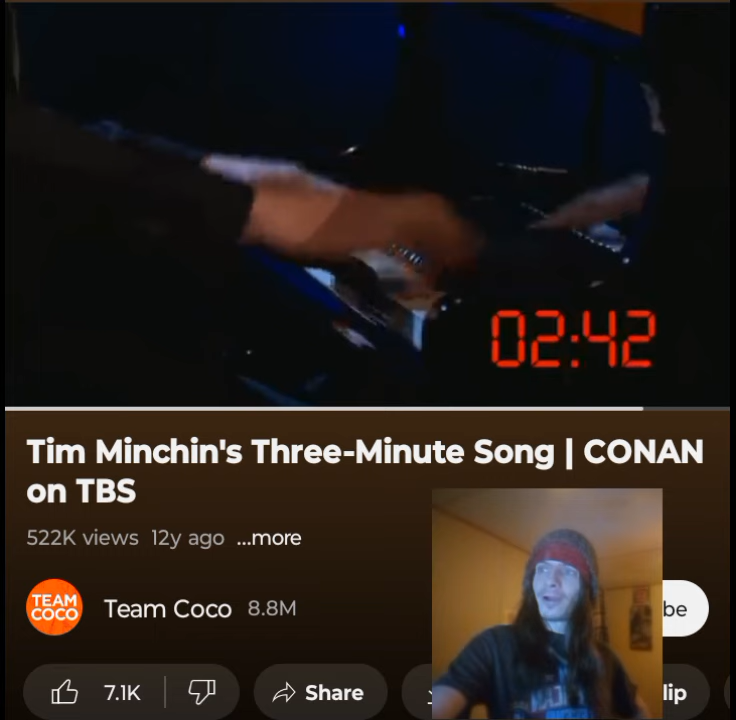 02:42
Tim Minchin's Three-Minute Song | CONAN
on TBS
522K views 12y ago ...more
TEAM
COCO
Team Coco 8.8M
be
7.1K Share lip